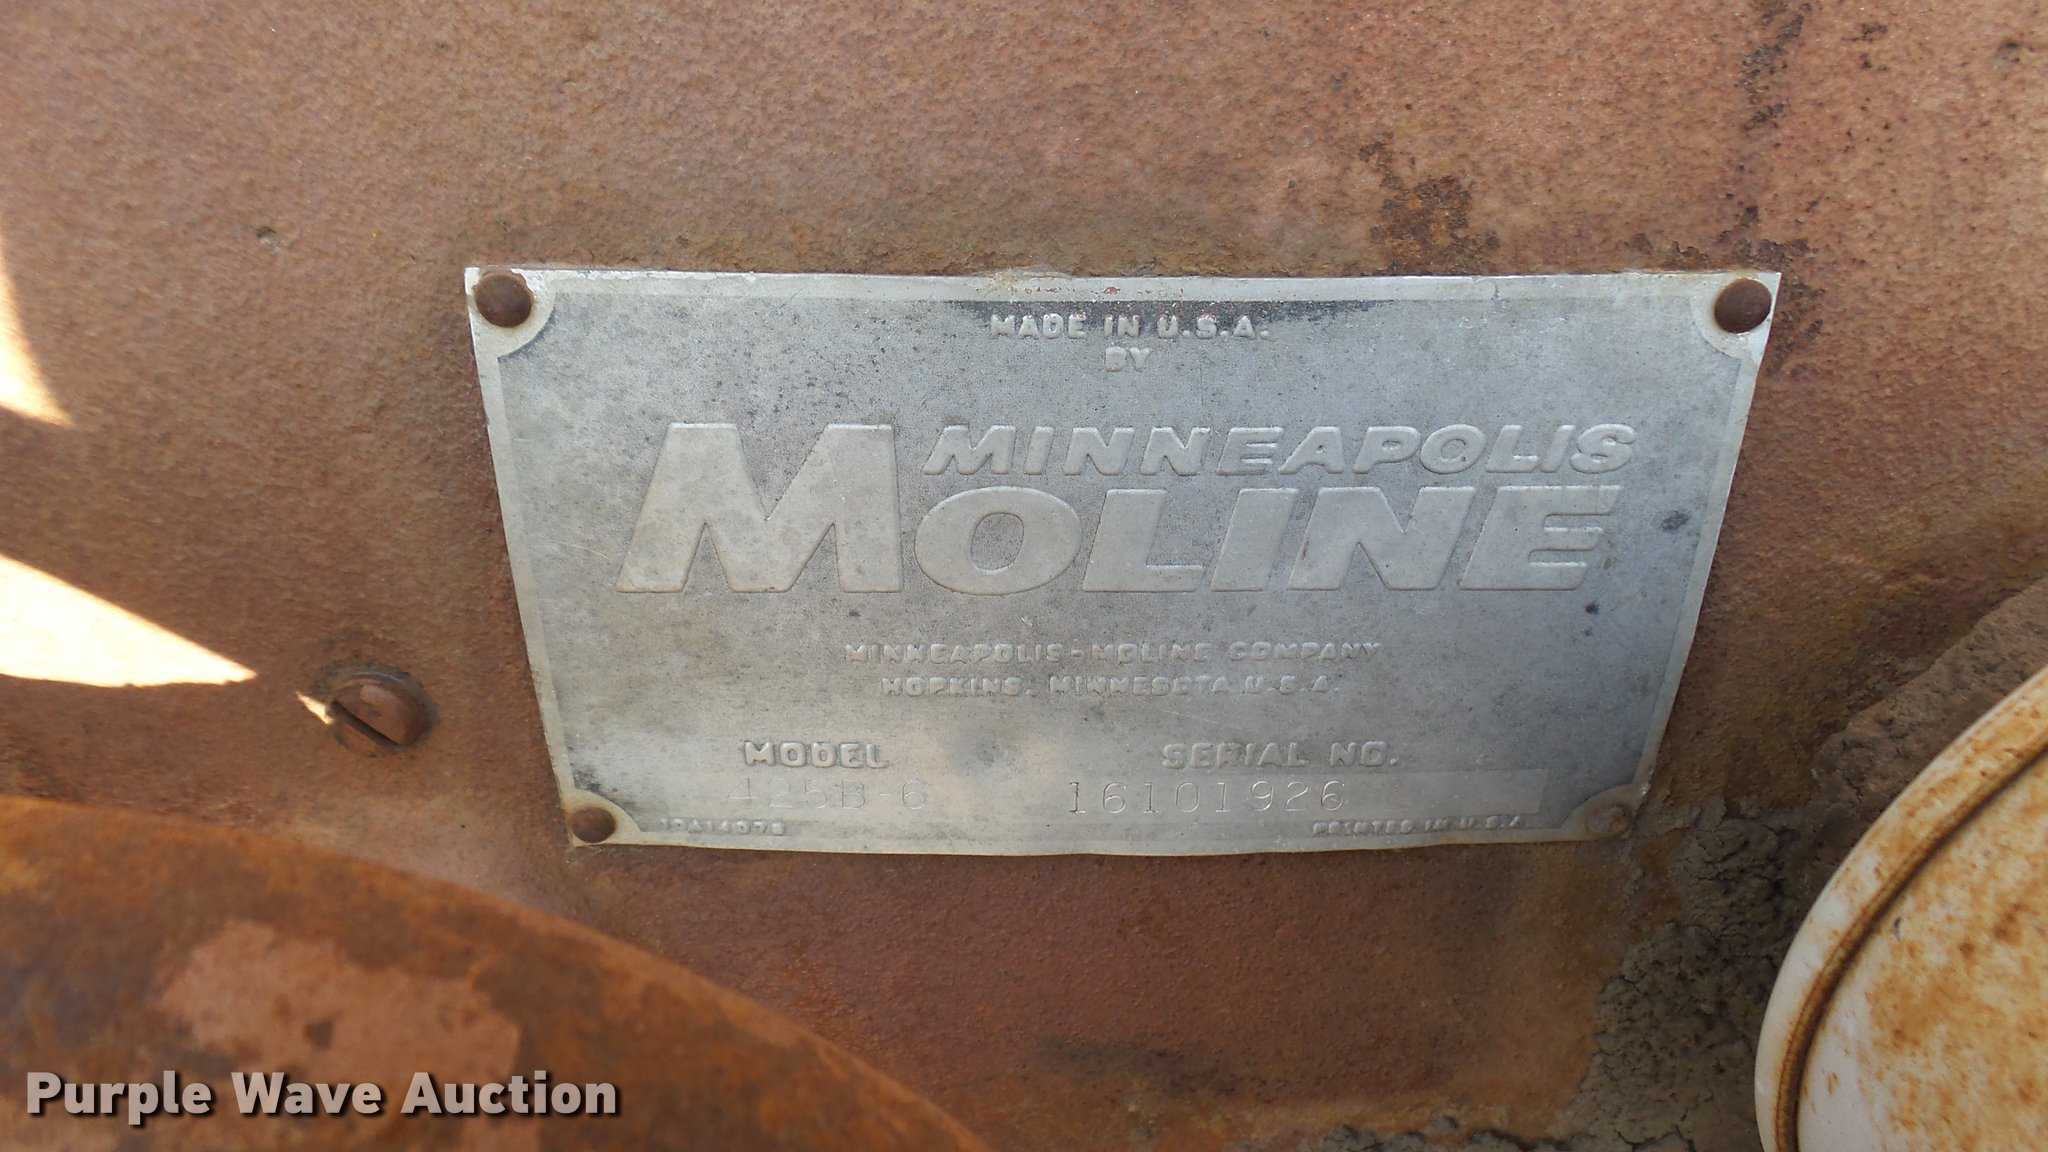 MADE IN U.S.A.
BY
MINNEAPOLIS
MOLINE
MINNEAPOLIS-MOLINE COMPANY
HOPKINS, MINNESOTA U.S.A.
MODEL SERIAL NO.
425B-6 16101926
PRINTED IN U.S.A.
Purple Wave Auction